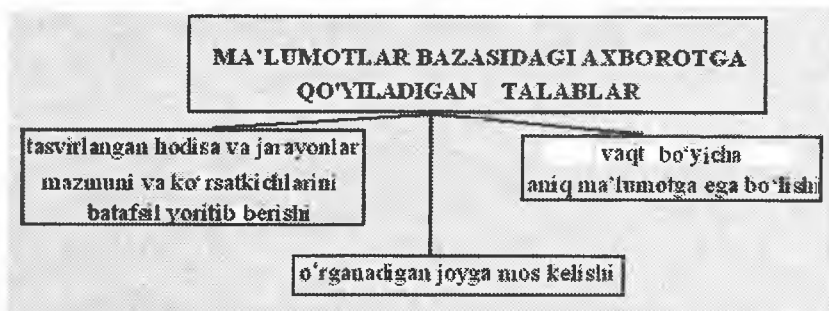 MA'LUMOTLAR BAZASIDAGI AXBOROTGA
QO'YILADIGAN TALABLAR
tasvirlangan hodisa va jarayonlar
mazmuni va ko'rsatkichlarini
batafsil yoritib berishi
vaqt bo'yicha
aniq ma'lumotga ega bo'lishi
o'rganadigan joyga mos kelishi